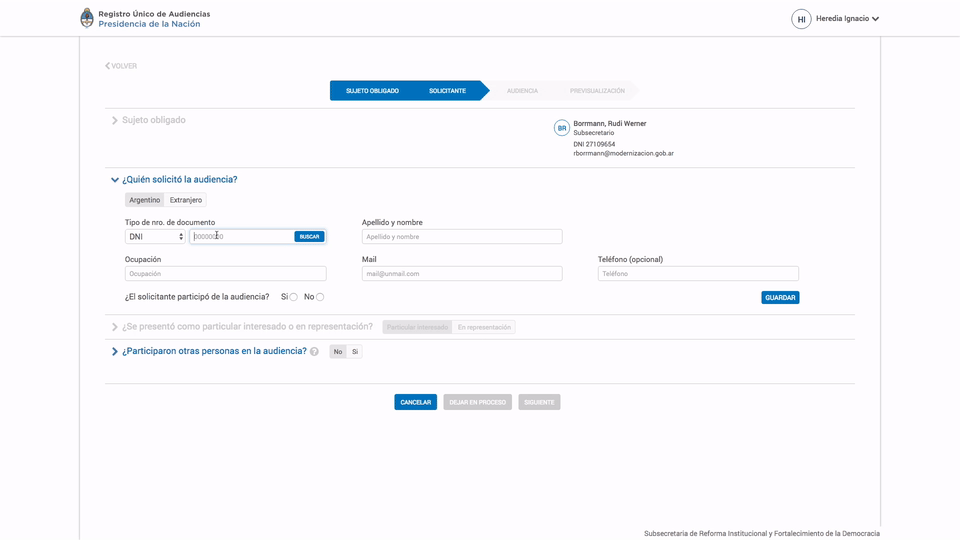 Registro Único de Audiencias
Presidencia de la Nación
HI
Heredia Ignacio
VOLVER
SUJETO OBLIGADO
SOLICITANTE
AUDIENCIA
PREVISUALIZACIÓN
Sujeto obligado
BR
Borrmann, Rudi Werner
Subsecretario
DNI 27109654
rborrmann@modernizacion.gob.ar
¿Quién solicitó la audiencia?
Argentino
Extranjero
Tipo de nro. de documento
Apellido y nombre
DNI
00000000
BUSCAR
Apellido y nombre
Ocupación
Mail
Teléfono (opcional)
Ocupación
mail@unmail.com
Teléfono
¿El solicitante participó de la audiencia?
Si
No
GUARDAR
¿Se presentó como particular interesado o en representación?
Particular interesado
En representación
¿Participaron otras personas en la audiencia?
?
No
Si
CANCELAR
DEJAR EN PROCESO
SIGUIENTE
Subsecretaria de Reforma Institucional y Fortalecimiento de la Democracia